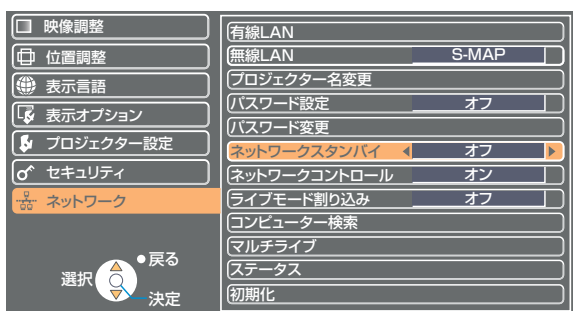 映像調整
位置調整
表示言語
表示オプション
プロジェクター設定
セキュリティ
ネットワーク
選択
戻る
決定
有線LAN
無線LAN S-MAP
プロジェクター名変更
パスワード設定 オフ
パスワード変更
ネットワークスタンバイ オフ
ネットワークコントロール オン
ライブモード割り込み オフ
コンピューター検索
マルチライブ
ステータス
初期化